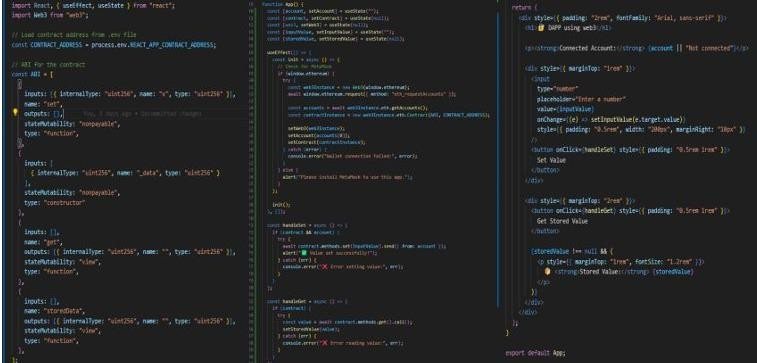 import React, { useEffect, useState } from "react";
import Web3 from "web3";
// Load contract address from .env file
const CONTRACT_ADDRESS = process.env.REACT_APP_CONTRACT_ADDRESS;
// ABI for the contract
const ABI = [
{
inputs: [{ internalType: "uint256", name: "x", type: "uint256" }],
name: "set",
outputs: [], You, 3 days ago • Uncommitted changes
stateMutability: "nonpayable",
type: "function",
},
{
inputs: [
{ internalType: "uint256", name: "_data", type: "uint256" }
],
stateMutability: "nonpayable",
type: "constructor"
},
{
inputs: [],
name: "get",
outputs: [{ internalType: "uint256", name: "", type: "uint256" }],
stateMutability: "view",
type: "function",
},
{
inputs: [],
name: "storedData",
outputs: [{ internalType: "uint256", name: "", type: "uint256" }],
stateMutability: "view",
type: "function",
},
];
function App() {
const [account, setAccount] = useState("");
const [contract, setContract] = useState(null);
const [web3, setWeb3] = useState(null);
const [inputValue, setInputValue] = useState("");
const [storedValue, setStoredValue] = useState(null);
useEffect(() => {
const init = async () => {
// Check for MetaMask
if (window.ethereum) {
try {
const web3Instance = new Web3(window.ethereum);
await window.ethereum.request({ method: "eth_requestAccounts" });
const accounts = await web3Instance.eth.getAccounts();
const contractInstance = new web3Instance.eth.Contract(ABI, CONTRACT_ADDRESS);
setWeb3(web3Instance);
setAccount(accounts[0]);
setContract(contractInstance);
} catch (error) {
console.error("Wallet connection failed:", error);
}
} else {
alert("Please install MetaMask to use this app.");
}
};
init();
}, []);
const handleSet = async () => {
if (contract && account) {
try {
await contract.methods.set(inputValue).send({ from: account });
alert("✅ Value set successfully!");
} catch (err) {
console.error("❌ Error setting value:", err);
}
}
};
const handleGet = async () => {
if (contract) {
try {
const value = await contract.methods.get().call();
setStoredValue(value);
} catch (err) {
console.error("❌ Error reading value:", err);
}
return (
<div style={{ padding: "2rem", fontFamily: "Arial, sans-serif" }}>
<h1> DAPP using web3</h1>
<p><strong>Connected Account:</strong> {account || "Not connected"}</p>
<div style={{ marginTop: "1rem" }}>
<input
type="number"
placeholder="Enter a number"
value={inputValue}
onChange={(e) => setInputValue(e.target.value)}
style={{ padding: "0.5rem", width: "200px", marginRight: "10px" }}
/>
<button onClick={handleSet} style={{ padding: "0.5rem 1rem" }}>
Set Value
</button>
</div>
<div style={{ marginTop: "2rem" }}>
<button onClick={handleGet} style={{ padding: "0.5rem 1rem" }}>
Get Stored Value
</button>
{storedValue !== null && (
<p style={{ marginTop: "1rem", fontSize: "1.2rem" }}>
<strong>Stored Value:</strong> {storedValue}
</p>
)}
</div>
</div>
);
}
export default App;